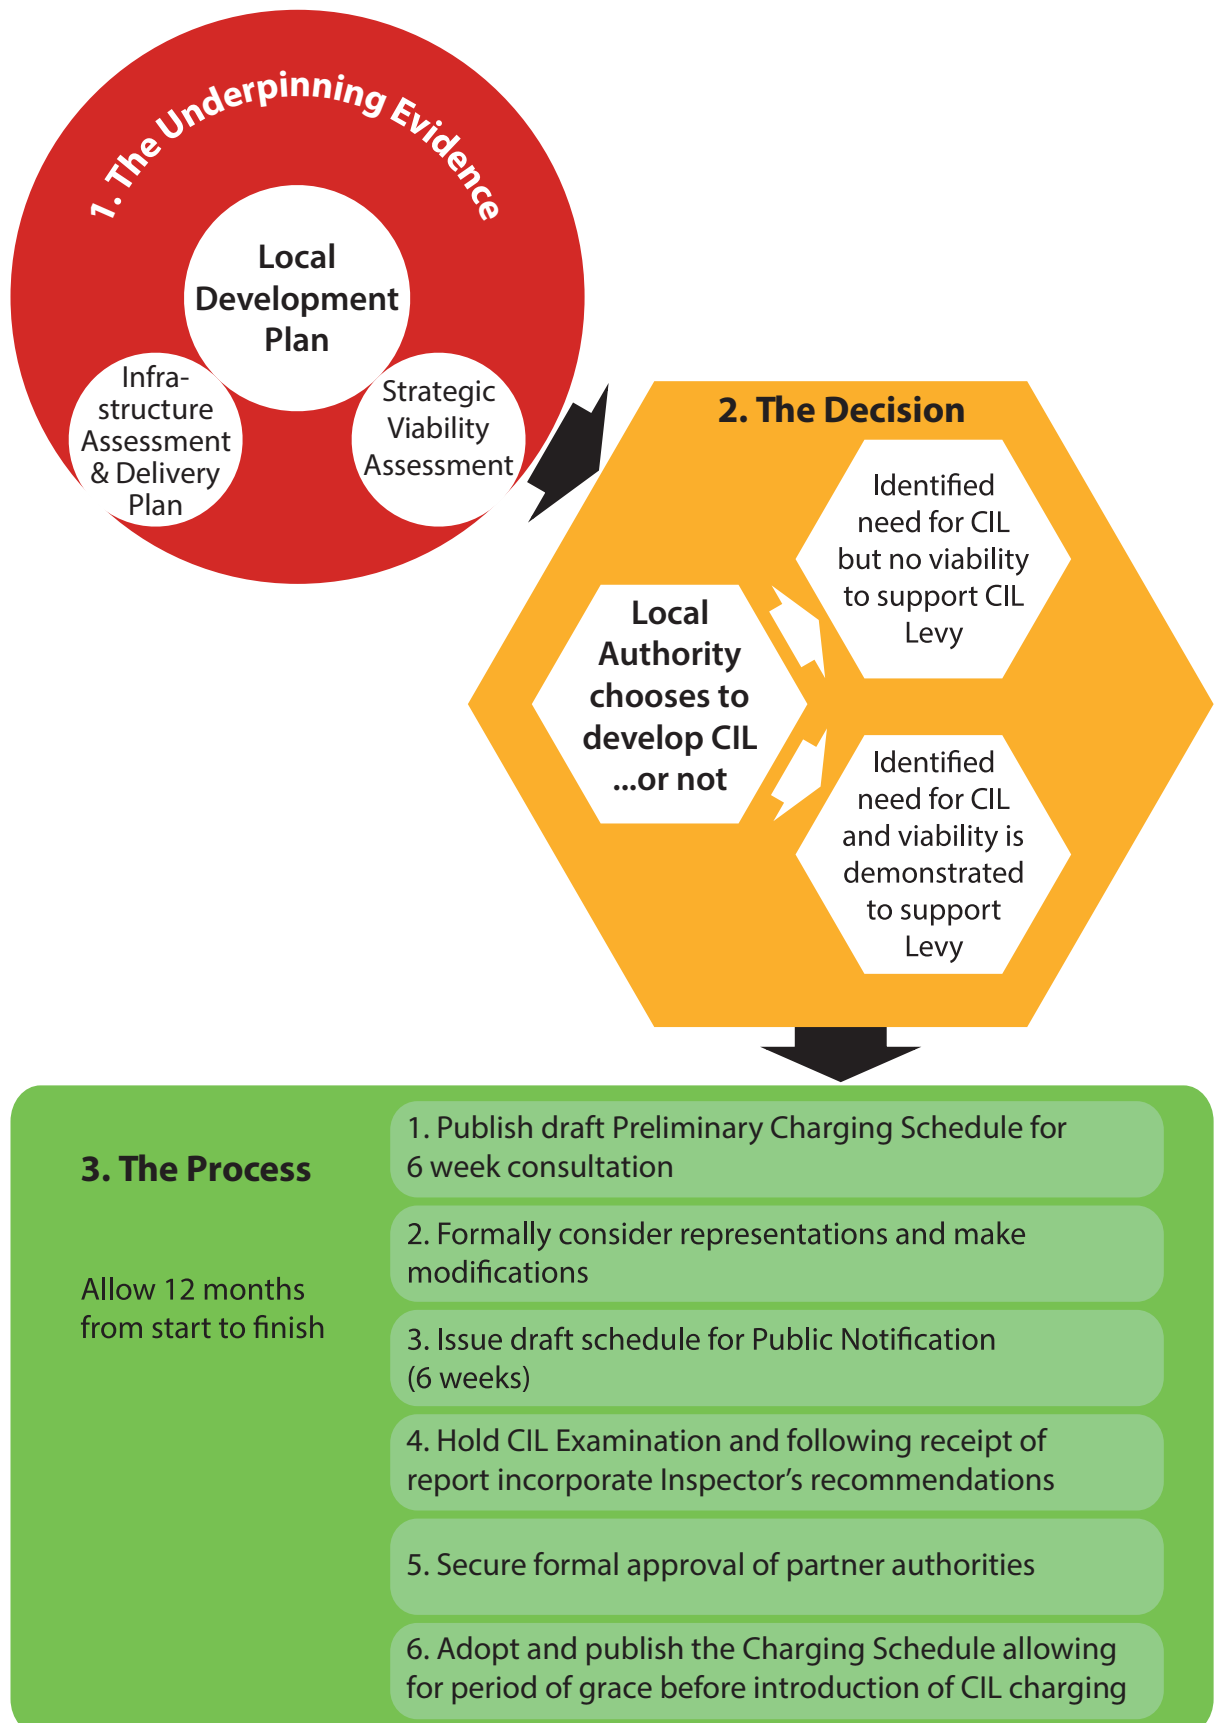 1. The Underpinning Evidence
Local
Development
Plan
Infra-
structure
Assessment
& Delivery
Plan
Strategic
Viability
Assessment
2. The Decision
Local
Authority
chooses to
develop CIL
...or not
Identified
need for CIL
but no viability
to support CIL
Levy
Identified
need for CIL
and viability is
demonstrated
to support
Levy
3. The Process
Allow 12 months
from start to finish
1. Publish draft Preliminary Charging Schedule for
6 week consultation
2. Formally consider representations and make
modifications
3. Issue draft schedule for Public Notification
(6 weeks)
4. Hold CIL Examination and following receipt of
report incorporate Inspector’s recommendations
5. Secure formal approval of partner authorities
6. Adopt and publish the Charging Schedule allowing
for period of grace before introduction of CIL charging